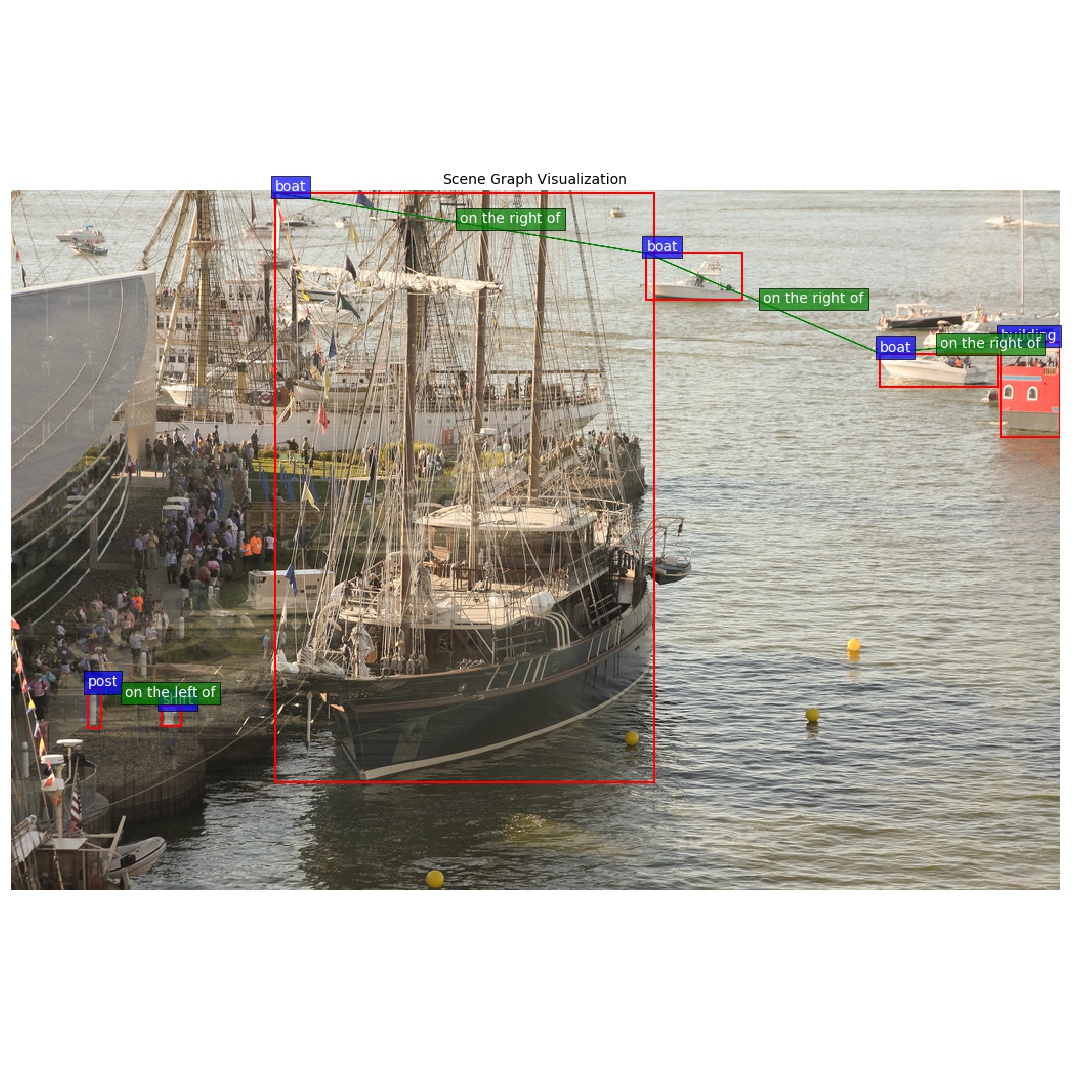 Scene Graph Visualization
boat
on the right of
boat
on the right of
building
boat
on the right of
post
on the left of
shirt